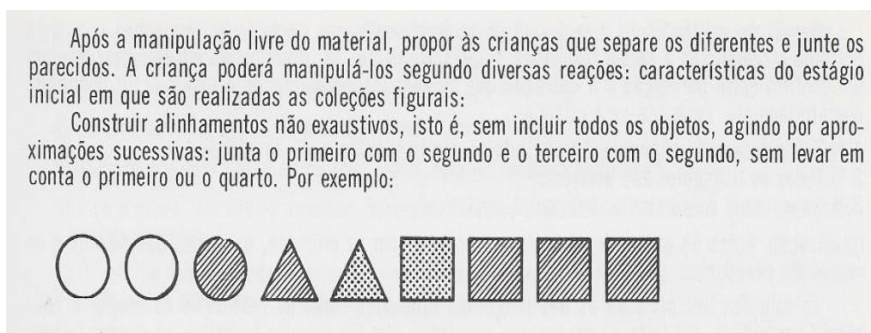 Após a manipulação livre do material, propor às crianças que separe os diferentes e junte os
parecidos. A criança poderá manipulá-los segundo diversas reações: características do estágio
inicial em que são realizadas as coleções figurais:
Construir alinhamentos não exaustivos, isto é, sem incluir todos os objetos, agindo por apro-
ximações sucessivas: junta o primeiro com o segundo e o terceiro com o segundo, sem levar em
conta o primeiro ou o quarto. Por exemplo: